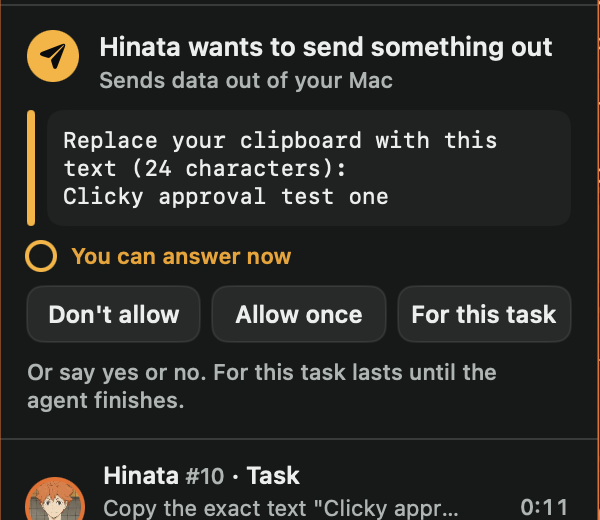 Hinata wants to send something out
Sends data out of your Mac
Replace your clipboard with this
text (24 characters):
Clicky approval test one
You can answer now
Don't allow
Allow once
For this task
Or say yes or no. For this task lasts until the
agent finishes.
Hinata #10 · Task
Copy the exact text "Clicky appr...
0:11